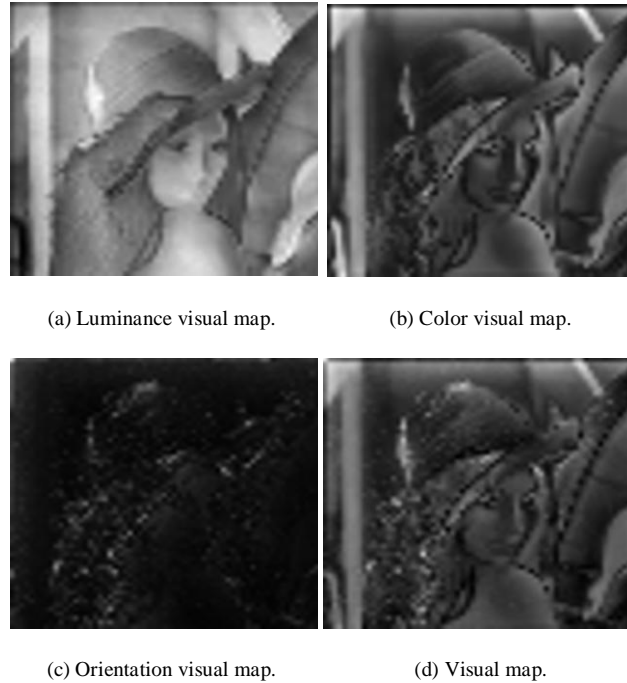 (a) Luminance visual map.
(b) Color visual map.
(c) Orientation visual map.
(d) Visual map.